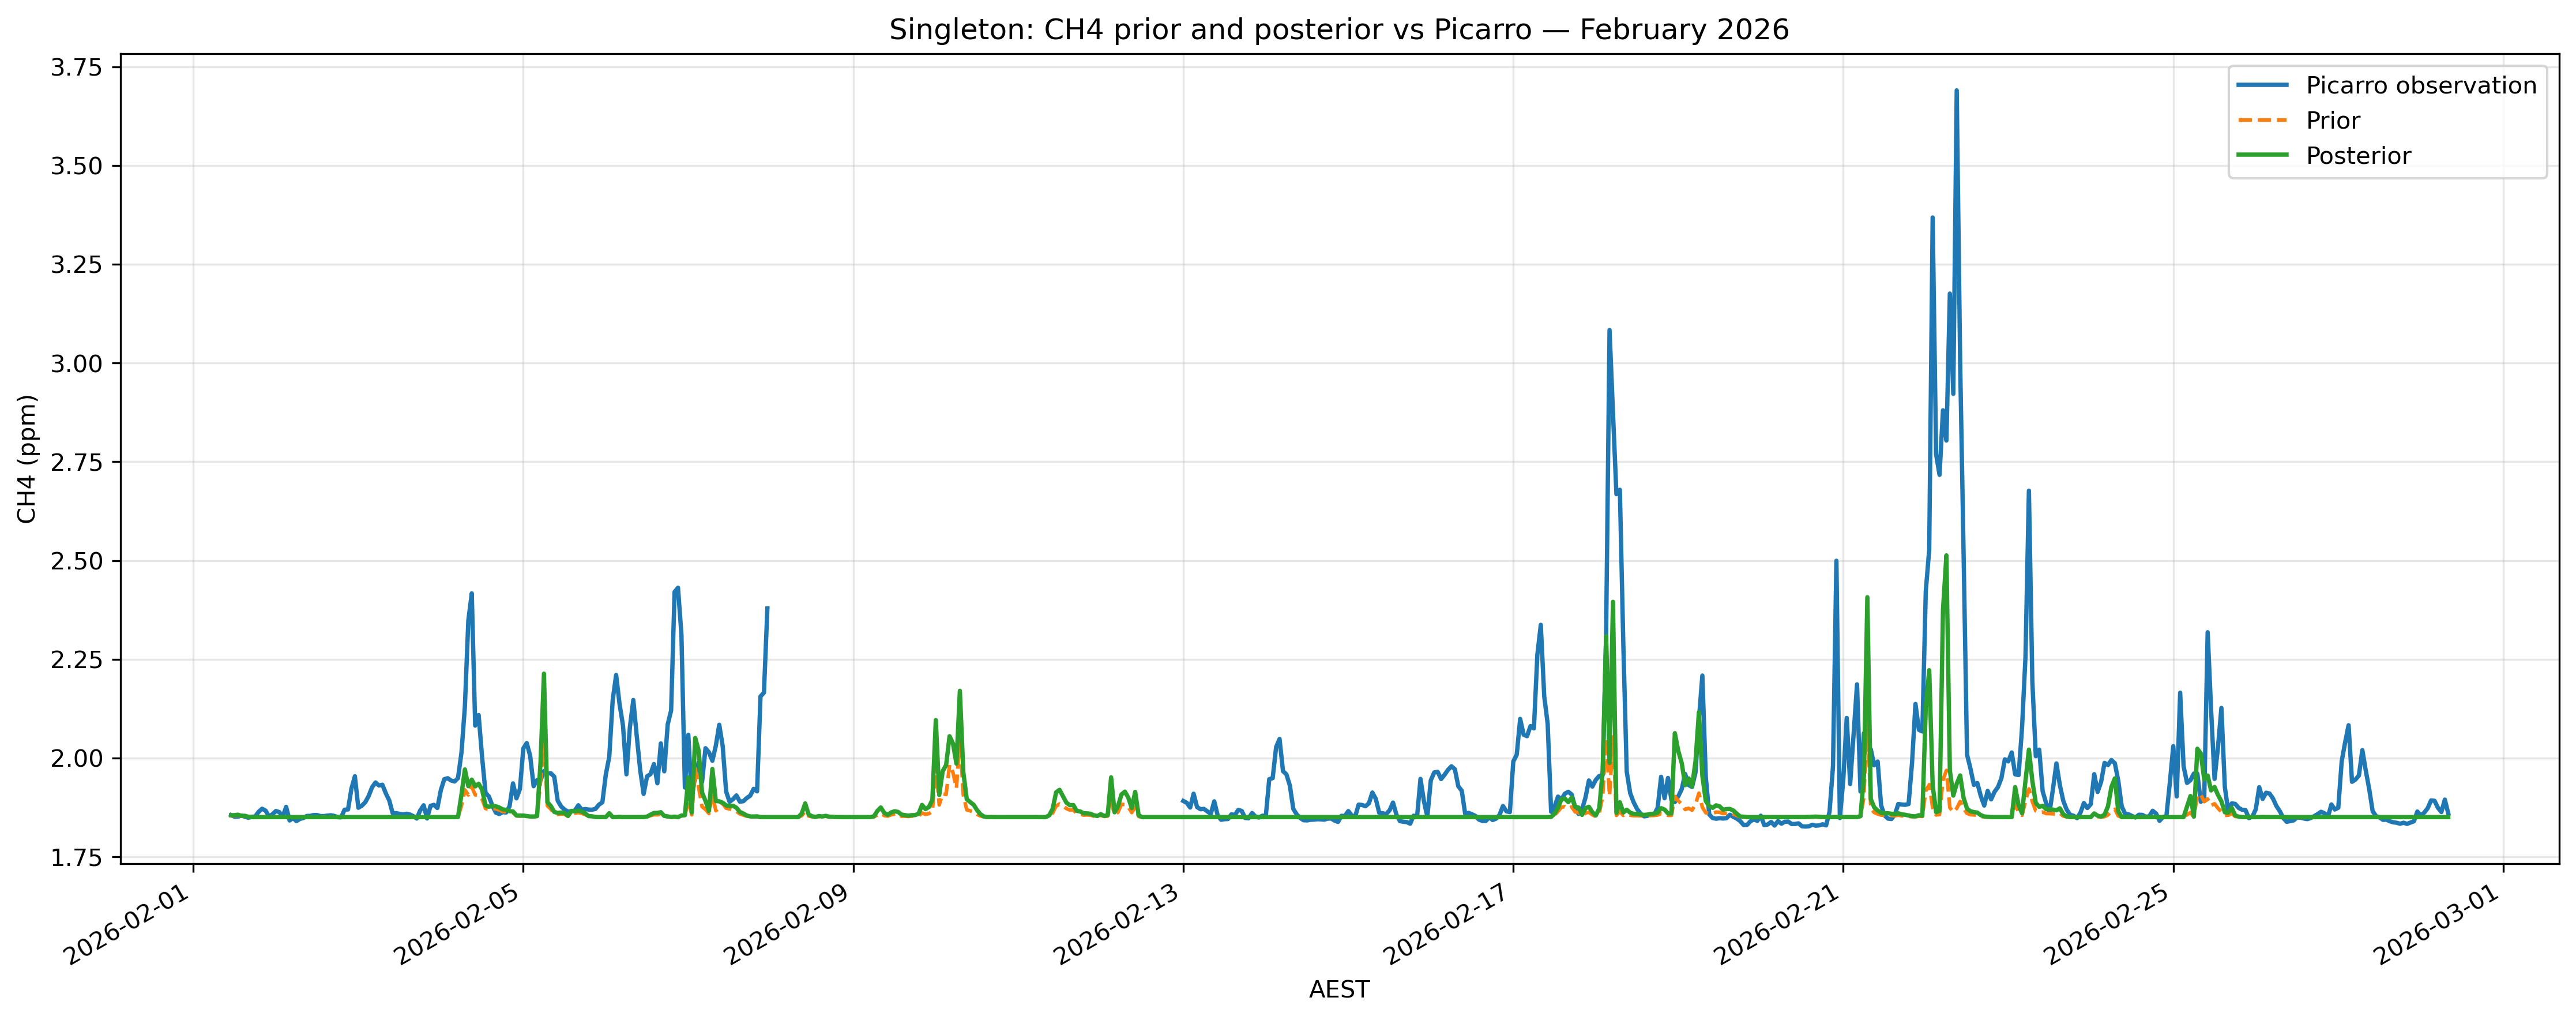 Singleton: CH4 prior and posterior vs Picarro — February 2026
3.75
3.50
3.25
3.00
2.75
2.50
2.25
2.00
1.75
CH4 (ppm)
Picarro observation
Prior
Posterior
2026-02-01
2026-02-05
2026-02-09
2026-02-13
2026-02-17
2026-02-21
2026-02-25
2026-03-01
AEST